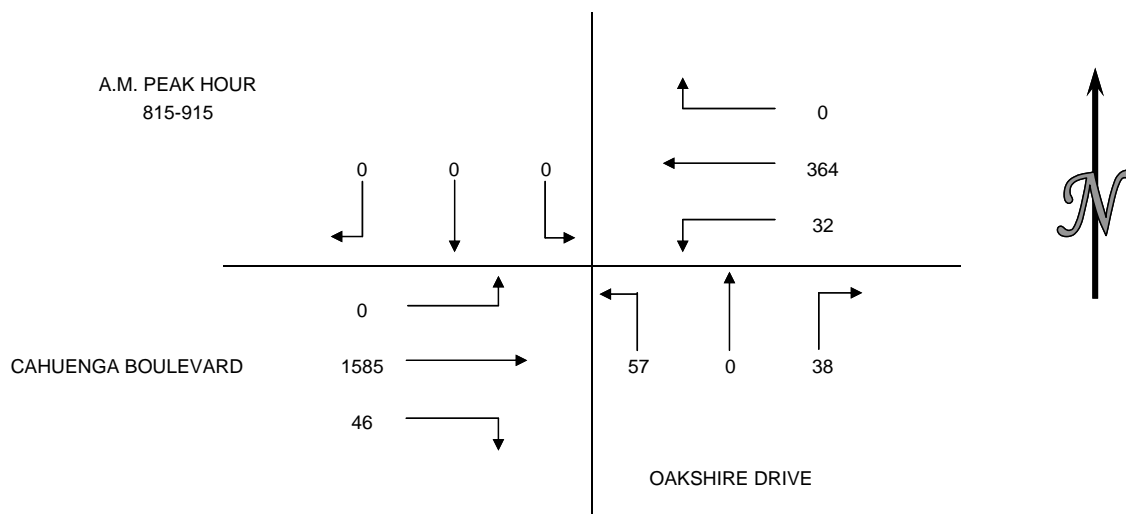 A.M. PEAK HOUR
815-915
0
364
32
0 0 0
0
1585
46
CAHUENGA BOULEVARD
57 0 38
OAKSHIRE DRIVE
N